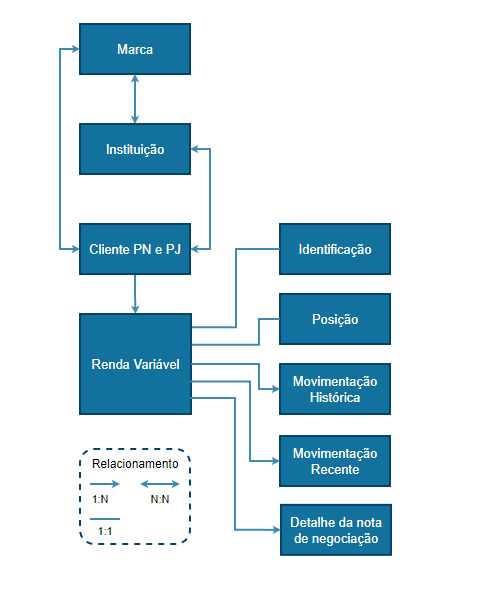 Marca
Instituição
Cliente PN e PJ
Identificação
Posição
Renda Variável
Movimentação
Histórica
Movimentação
Recente
Detalhe da nota
de negociação
Relacionamento
1:N
N:N
1:1